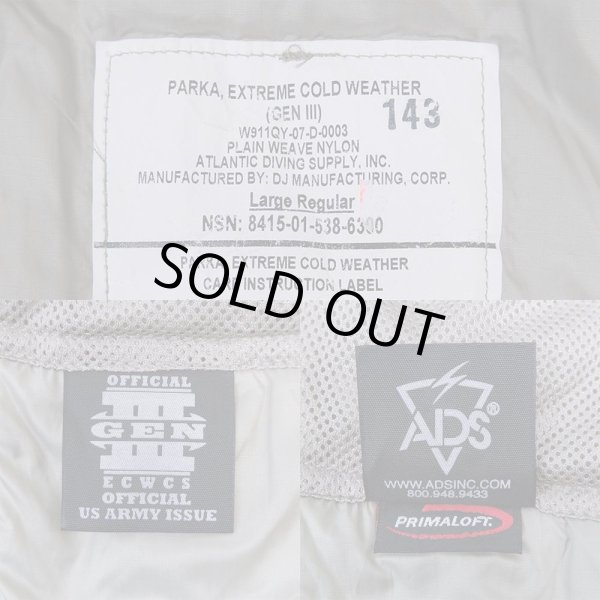 PARKA, EXTREME COLD WEATHER
(GEN III)
143
W911QY-07-D-0003
PLAIN WEAVE NYLON
ATLANTIC DIVING SUPPLY, INC.
MANUFACTURED BY: DJ MANUFACTURING, CORP.
Large Regular
NSN: 8415-01-538-6300
PARKA, EXTREME COLD WEATHER
CARE INSTRUCTION LABEL
SOLD OUT
OFFICIAL
III
GEN
III
ECWCS
OFFICIAL
US ARMY ISSUE
ADS®
WWW.ADSINC.COM
800.948.9433
PRIMALOFT®